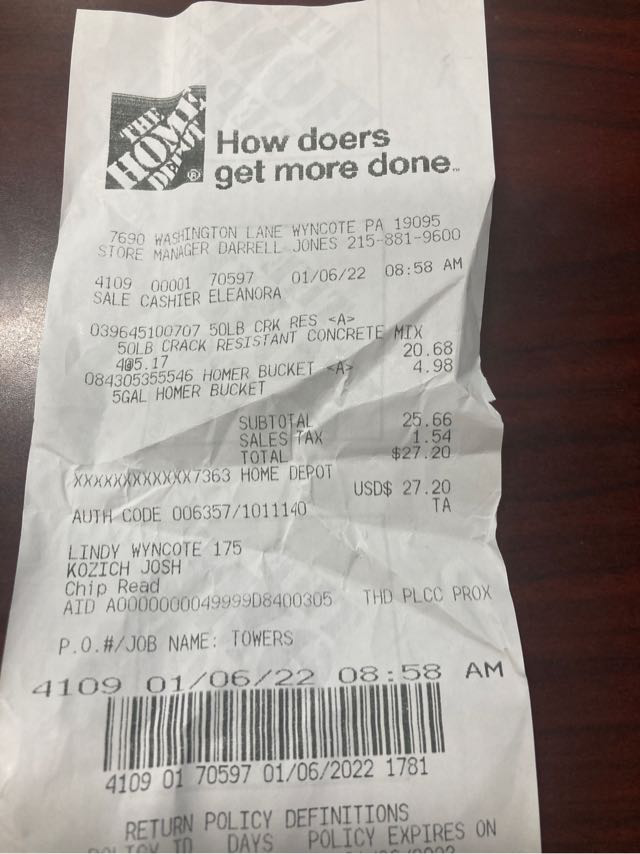 THE
HOME
DEPOT
®
How doers
get more done™
7690 WASHINGTON LANE WYNCOTE PA 19095
STORE MANAGER DARRELL JONES 215-881-9600
4109 00001 70597 01/06/22 08:58 AM
SALE CASHIER ELEANORA
039645100707 50LB CRK RES <A>
50LB CRACK RESISTANT CONCRETE MIX
4@5.17 20.68
084305355546 HOMER BUCKET <A> 4.98
5GAL HOMER BUCKET
SUBTOTAL 25.66
SALES TAX 1.54
TOTAL $27.20
XXXXXXXXXXXX7363 HOME DEPOT
USD$ 27.20
AUTH CODE 006357/1011140 TA
LINDY WYNCOTE 175
KOZICH JOSH
Chip Read
AID A0000000049999D8400305 THD PLCC PROX
P.O.#/JOB NAME: TOWERS
4109 01/06/22 08:58 AM
4109 01 70597 01/06/2022 1781
RETURN POLICY DEFINITIONS
POLICY ID DAYS POLICY EXPIRES ON